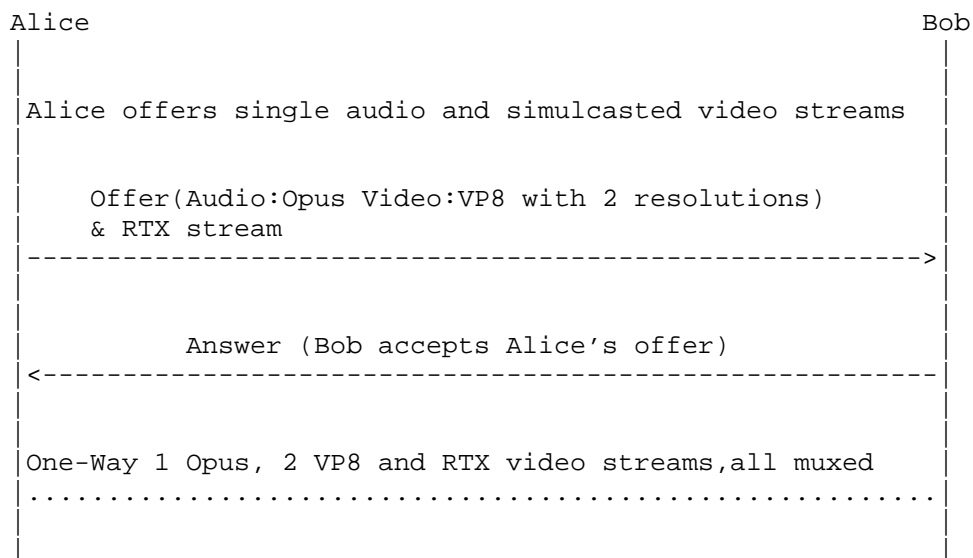 Alice Bob
Alice offers single audio and simulcasted video streams
Offer(Audio:Opus Video:VP8 with 2 resolutions)
& RTX stream
Answer (Bob accepts Alice's offer)
One-Way 1 Opus, 2 VP8 and RTX video streams,all muxed